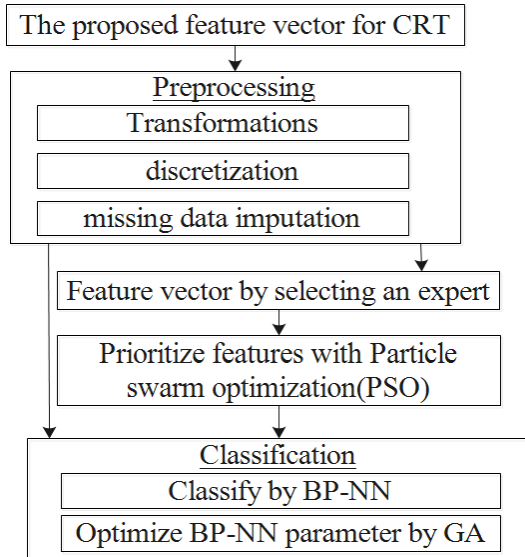 The proposed feature vector for CRT
Preprocessing
Transformations
discretization
missing data imputation
Feature vector by selecting an expert
Prioritize features with Particle
swarm optimization(PSO)
Classification
Classify by BP-NN
Optimize BP-NN parameter by GA